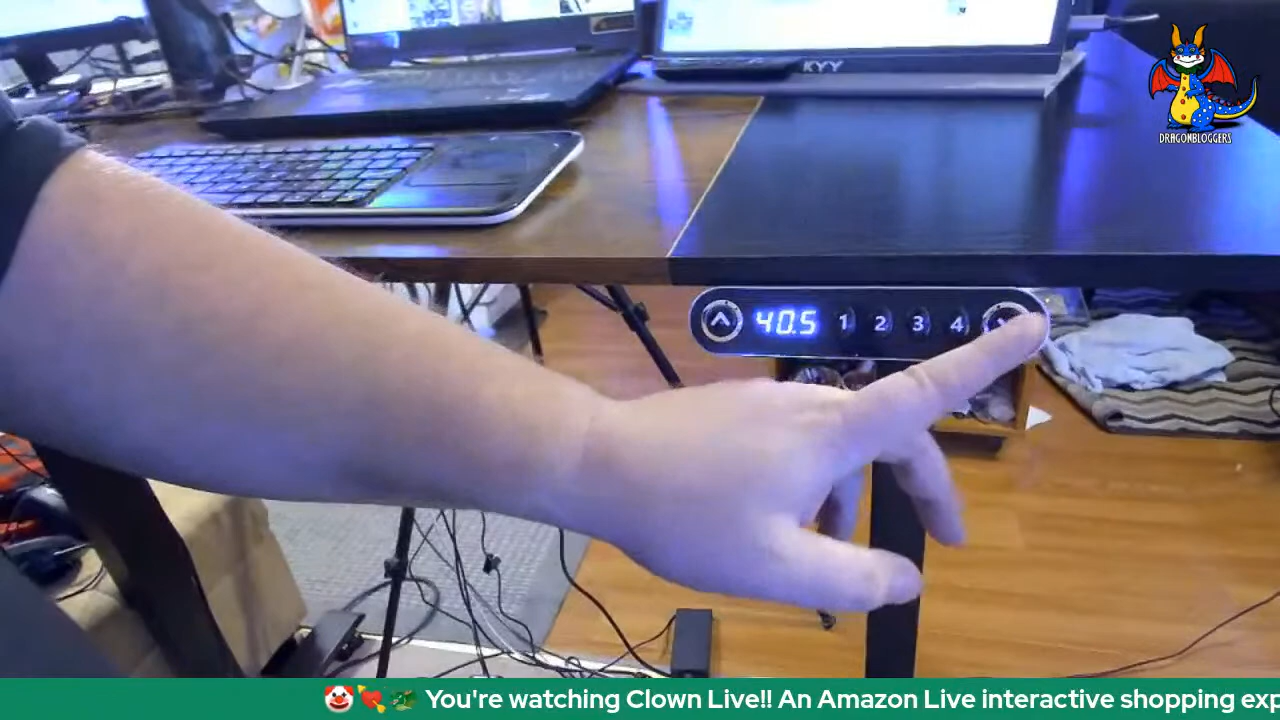 KYY
DRAGONBLOGGERS
40.5 1 2 3 4
🤡💘🐲 You're watching Clown Live!! An Amazon Live interactive shopping exp